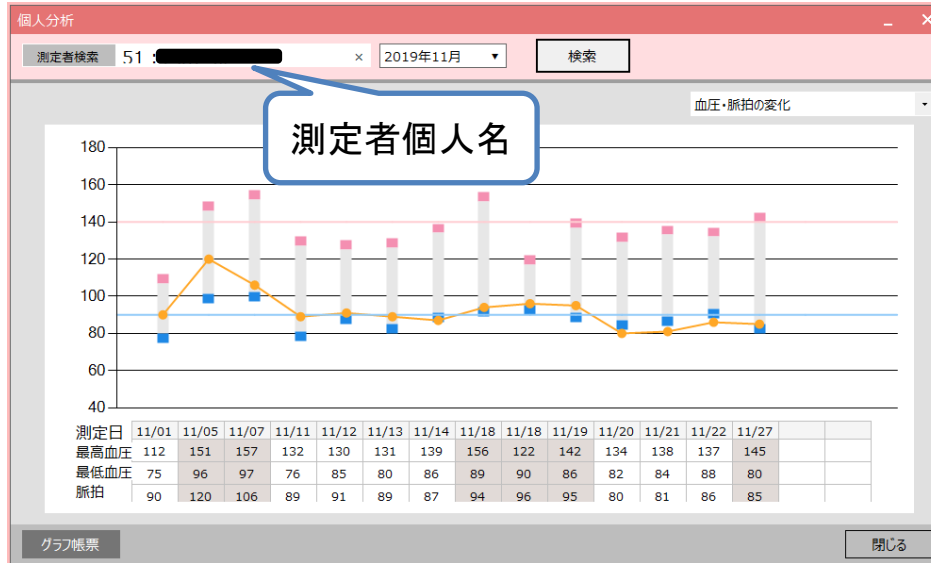 個人分析
測定者検索 51 : × 2019年11月 ▼ 検索
血圧・脈拍の変化
測定者個人名
180
160
140
120
100
80
60
40
測定日 11/01 11/05 11/07 11/11 11/12 11/13 11/14 11/18 11/18 11/19 11/20 11/21 11/22 11/27
最高血圧 112 151 157 132 130 131 139 156 122 142 134 138 137 145
最低血圧 75 96 97 76 85 80 86 89 90 86 82 84 88 80
脈拍 90 120 106 89 91 89 87 94 96 95 80 81 86 85
グラフ帳票 閉じる